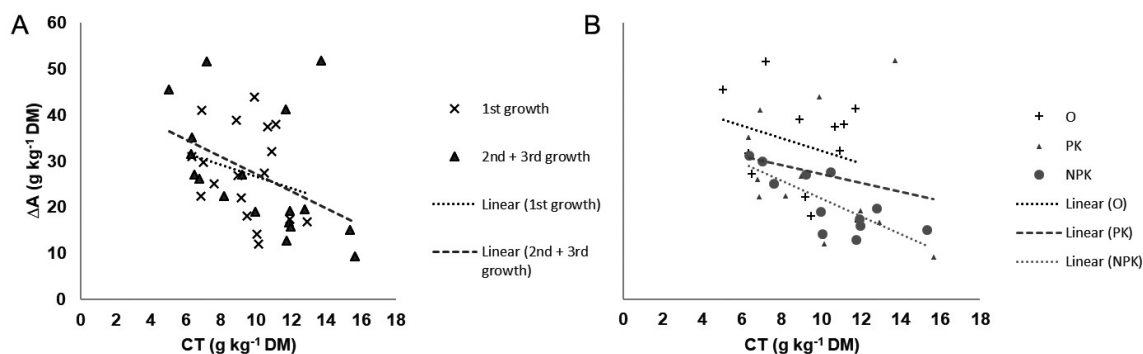 A
60
50
40
30
20
10
0
ΔA (g kg⁻¹ DM)
0 2 4 6 8 10 12 14 16 18
CT (g kg⁻¹ DM)
1st growth
2nd + 3rd growth
Linear (1st growth)
Linear (2nd + 3rd
growth)
B
0 2 4 6 8 10 12 14 16 18
CT (g kg⁻¹ DM)
O
PK
NPK
Linear (O)
Linear (PK)
Linear (NPK)